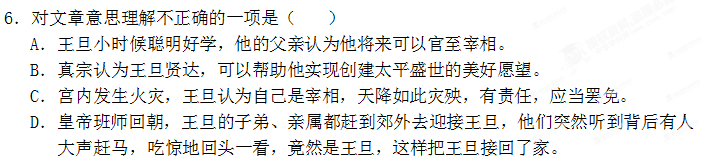 6．对文章意思理解不正确的一项是（　　）
A．王旦小时候聪明好学，他的父亲认为他将来可以官至宰相。
B．真宗认为王旦贤达，可以帮助他实现创建太平盛世的美好愿望。
C．宫内发生火灾，王旦认为自己是宰相，天降如此灾殃，有责任，应当罢免。
D．皇帝班师回朝，王旦的子弟、亲属都赶到郊外去迎接王旦，他们突然听到背后有人
大声赶马，吃惊地回头一看，竟然是王旦，这样把王旦接回了家。